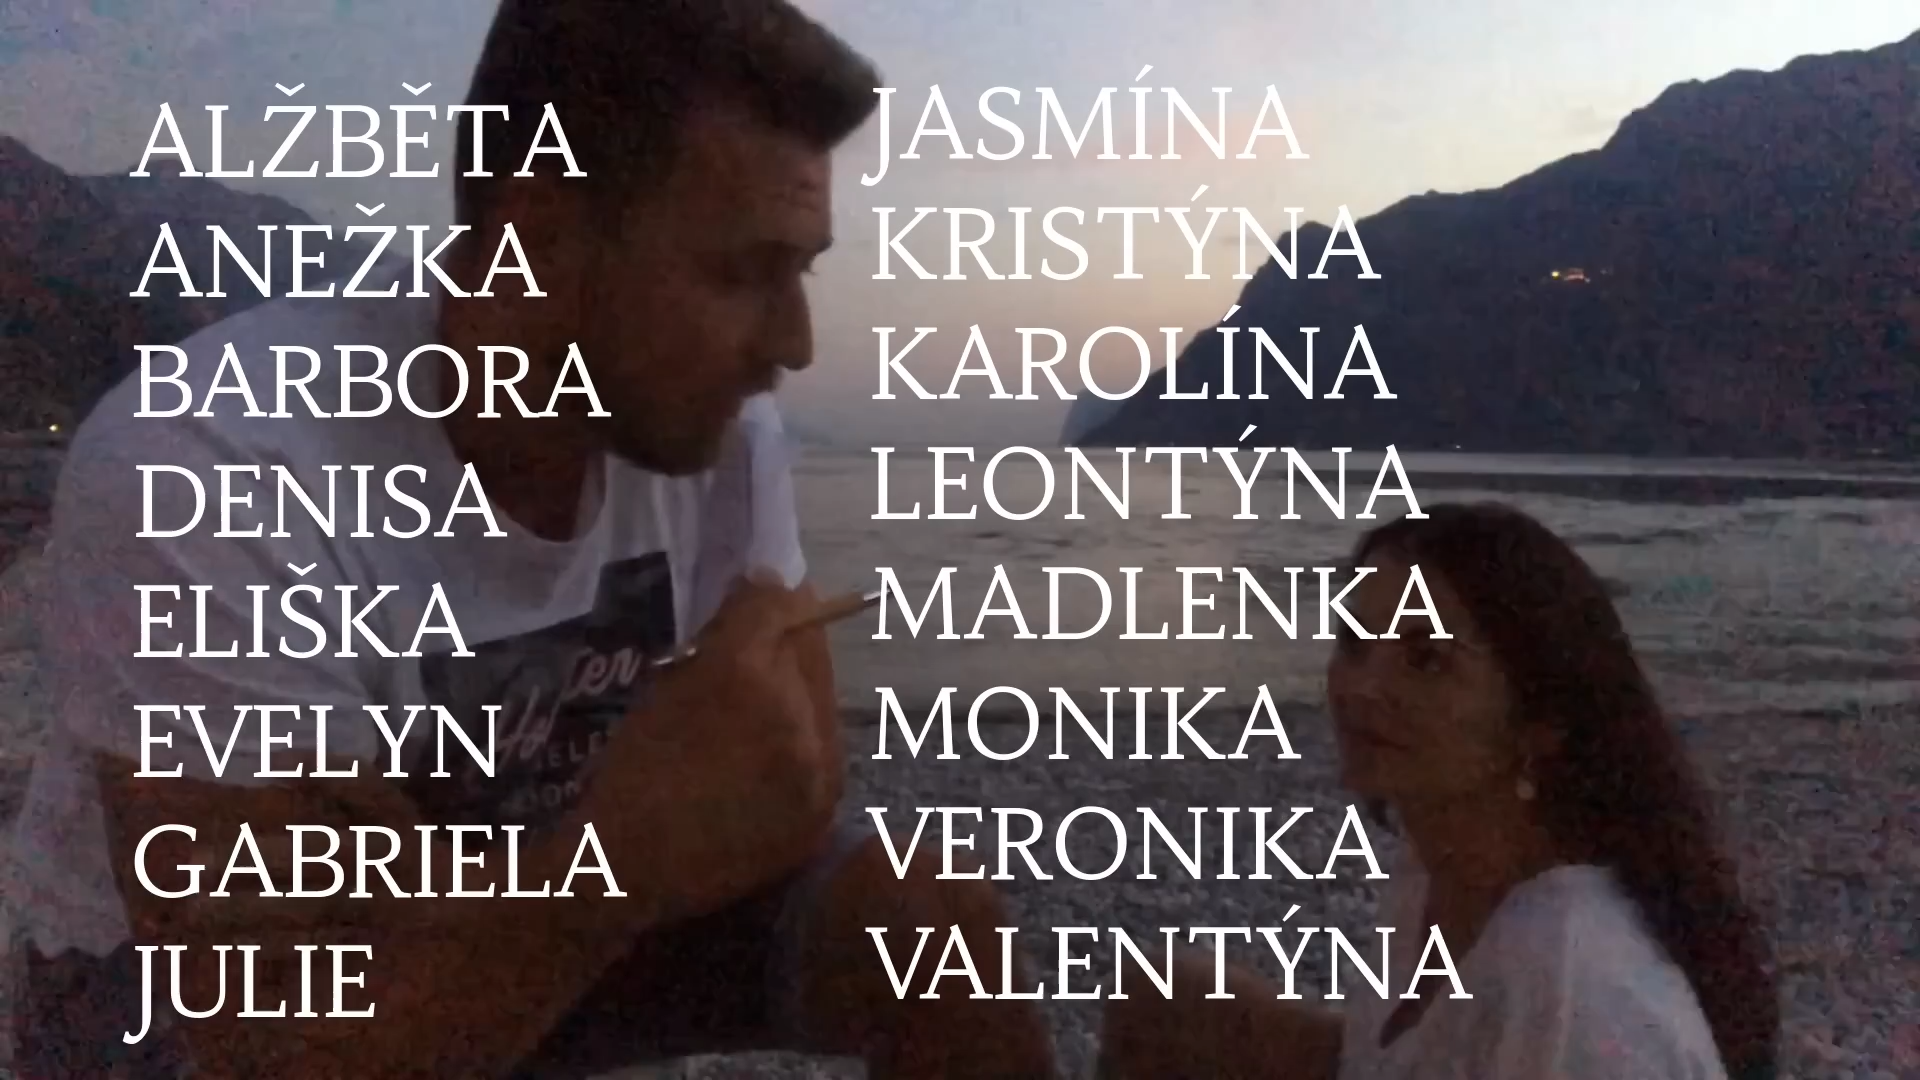 ALŽBĚTA
ANEŽKA
BARBORA
DENISA
ELIŠKA
EVELYN
GABRIELA
JULIE
JASMÍNA
KRISTÝNA
KAROLÍNA
LEONTÝNA
MADLENKA
MONIKA
VERONIKA
VALENTÝNA